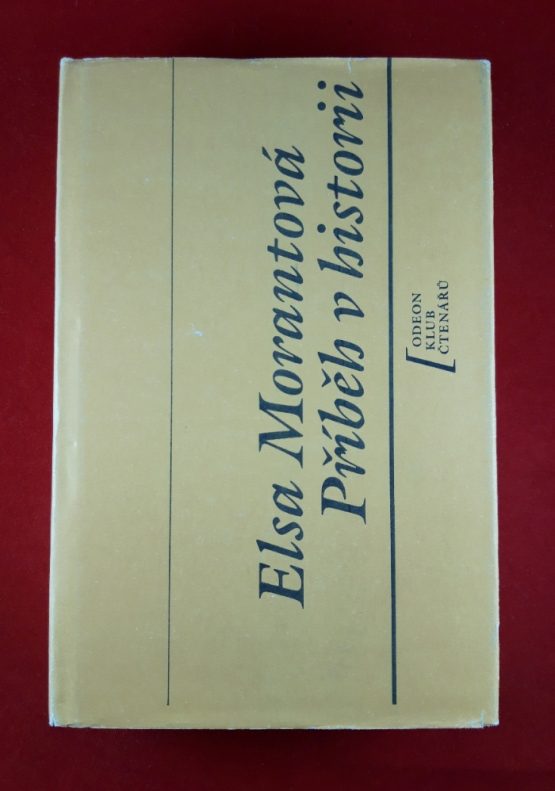 Elsa Morantová
Příběh v historii
ODEON
KLUB
ČTENÁŘŮ